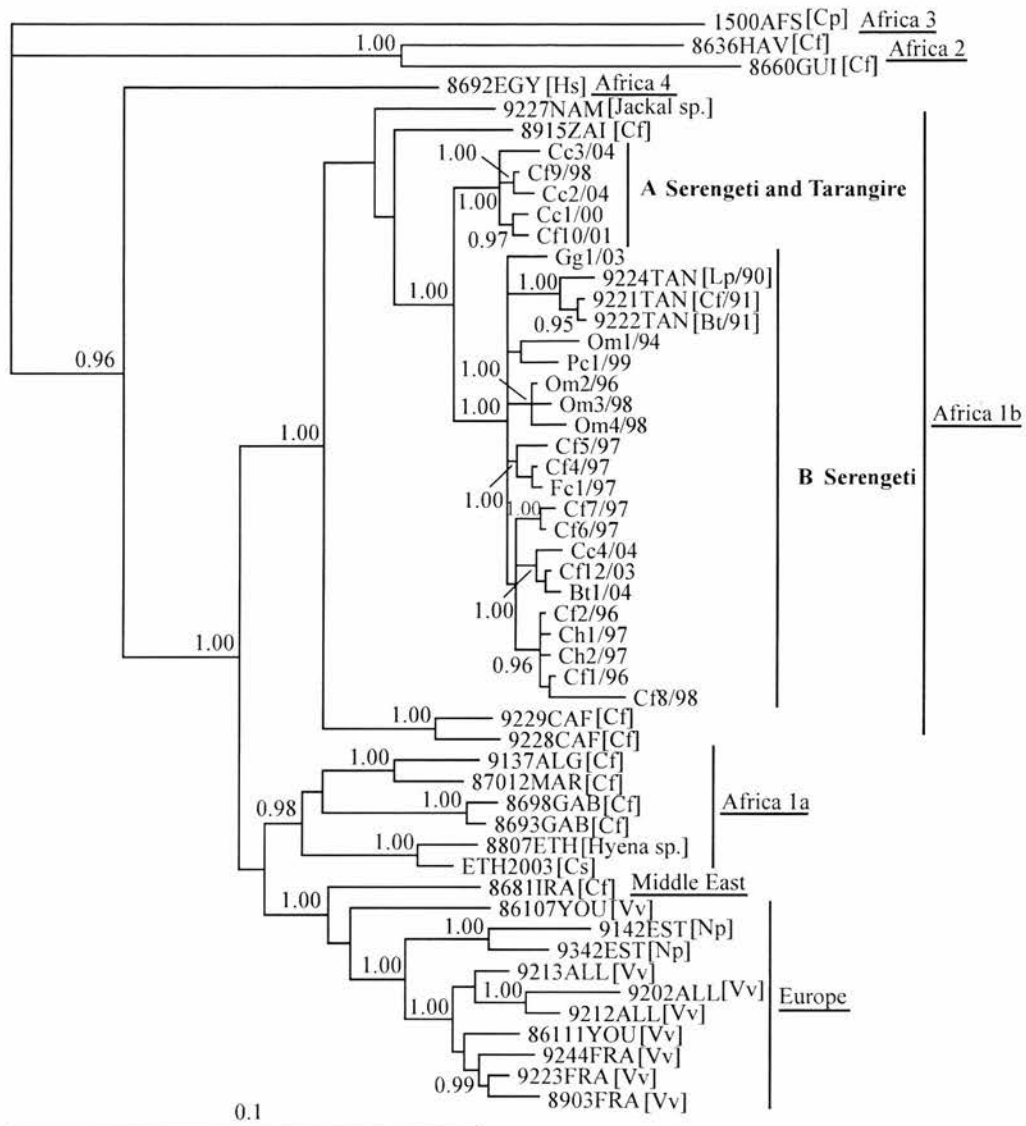 1500AFS [Cp] Africa 3
1.00
8636HAV [Cf] Africa 2
8660GUI [Cf]
8692EGY [Hs] Africa 4
9227NAM [Jackal sp.]
8915ZAI [Cf]
1.00
Cc3/04
Cf9/98
A Serengeti and Tarangire
Cc2/04
1.00
Cc1/00
0.97
Cf10/01
Gg1/03
1.00
1.00
9224TAN [Lp/90]
9221TAN [Cf/91]
0.95
9222TAN [Bt/91]
Om1/94
0.96
1.00
Pc1/99
Om2/96
1.00
Om3/98
Africa 1b
Om4/98
1.00
Cf5/97
Cf4/97
B Serengeti
1.00
Fc1/97
1.00
Cf7/97
Cf6/97
Cc4/04
Cf12/03
1.00
Bt1/04
Cf2/96
1.00
Ch1/97
0.96
Ch2/97
Cf1/96
Cf8/98
1.00
9229CAF [Cf]
9228CAF [Cf]
1.00
9137ALG [Cf]
87012MAR [Cf]
0.98
1.00
8698GAB [Cf]
Africa 1a
8693GAB [Cf]
1.00
8807ETH [Hyena sp.]
ETH2003 [Cs]
8681IRA [Cf] Middle East
1.00
86107YOU [Vv]
1.00
9142EST [Np]
9342EST [Np]
1.00
9213ALL [Vv]
1.00
9202ALL [Vv]
Europe
1.00
9212ALL [Vv]
86111YOU [Vv]
9244FRA [Vv]
0.99
9223FRA [Vv]
8903FRA [Vv]
0.1